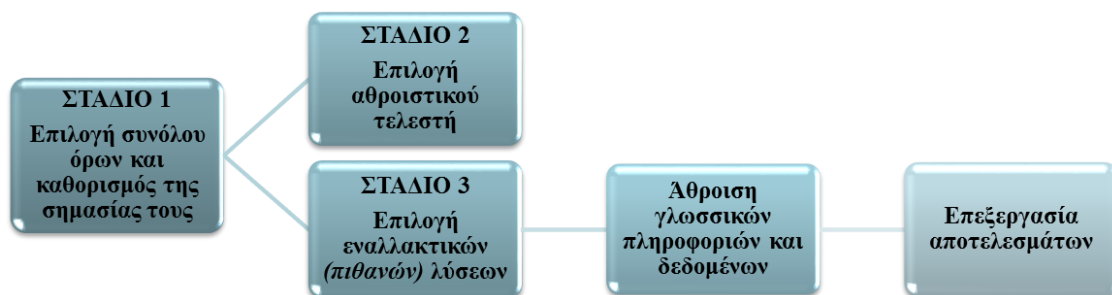 ΣΤΑΔΙΟ 1
Επιλογή συνόλου
όρων και
καθορισμός της
σημασίας τους
ΣΤΑΔΙΟ 2
Επιλογή
αθροιστικού
τελεστή
ΣΤΑΔΙΟ 3
Επιλογή
εναλλακτικών
(πιθανών) λύσεων
Άθροιση
γλωσσικών
πληροφοριών και
δεδομένων
Επεξεργασία
αποτελεσμάτων